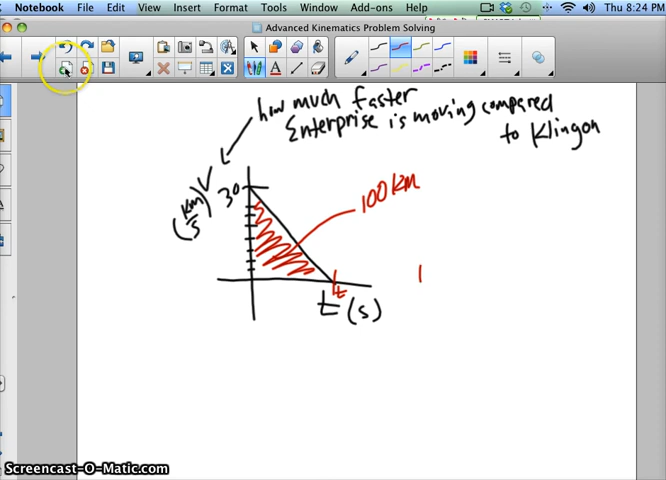 Notebook File Edit View Insert Format Tools Add-ons Window Help Thu 8:24 PM
Advanced Kinematics Problem Solving
how much faster
Enterprise is moving compared
to Klingon
V
(km/s)
30
100 km
t
t (s)
Screencast-O-Matic.com